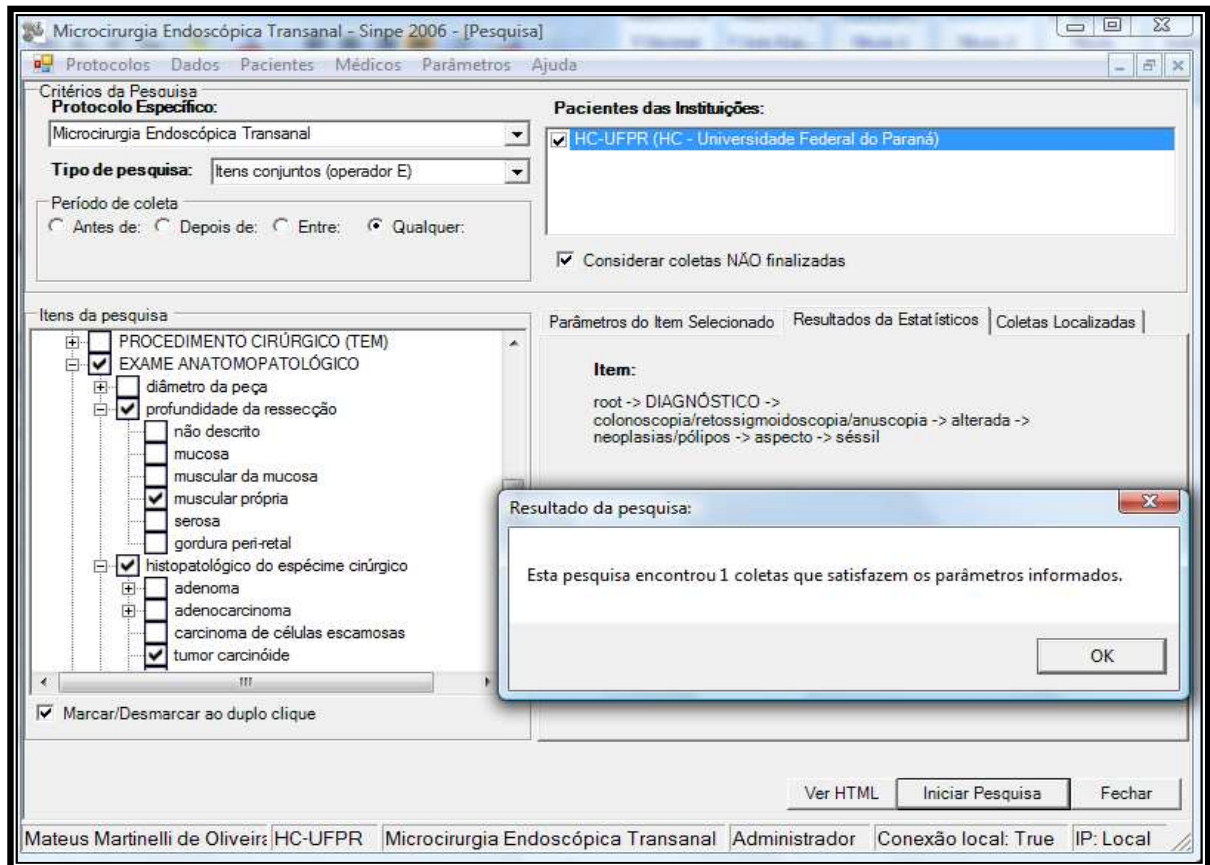 Microcirurgia Endoscópica Transanal - Sinpe 2006 - [Pesquisa]
Protocolos Dados Pacientes Médicos Parâmetros Ajuda
Critérios da Pesquisa
Protocolo Específico:
Microcirurgia Endoscópica Transanal
Tipo de pesquisa: Itens conjuntos (operador E)
Período de coleta
Antes de: Depois de: Entre: Qualquer:
Pacientes das Instituições:
HC-UFPR (HC - Universidade Federal do Paraná)
Considerar coletas NÃO finalizadas
Itens da pesquisa
PROCEDIMENTO CIRÚRGICO (TEM)
EXAME ANATOMOPATOLÓGICO
diâmetro da peça
profundidade da ressecção
não descrito
mucosa
muscular da mucosa
muscular própria
serosa
gordura peri-retal
histopatológico do espécime cirúrgico
adenoma
adenocarcinoma
carcinoma de células escamosas
tumor carcinóide
Marcar/Desmarcar ao duplo clique
Parâmetros do Item Selecionado Resultados da Estatísticos Coletas Localizadas
Item:
root -> DIAGNÓSTICO ->
colonoscopia/retossigmoidoscopia/anuscopia -> alterada ->
neoplasias/pólipos -> aspecto -> séssil
Resultado da pesquisa:
Esta pesquisa encontrou 1 coletas que satisfazem os parâmetros informados.
OK
Ver HTML Iniciar Pesquisa Fechar
Mateus Martinelli de Oliveira HC-UFPR Microcirurgia Endoscópica Transanal Administrador Conexão local: True IP: Local